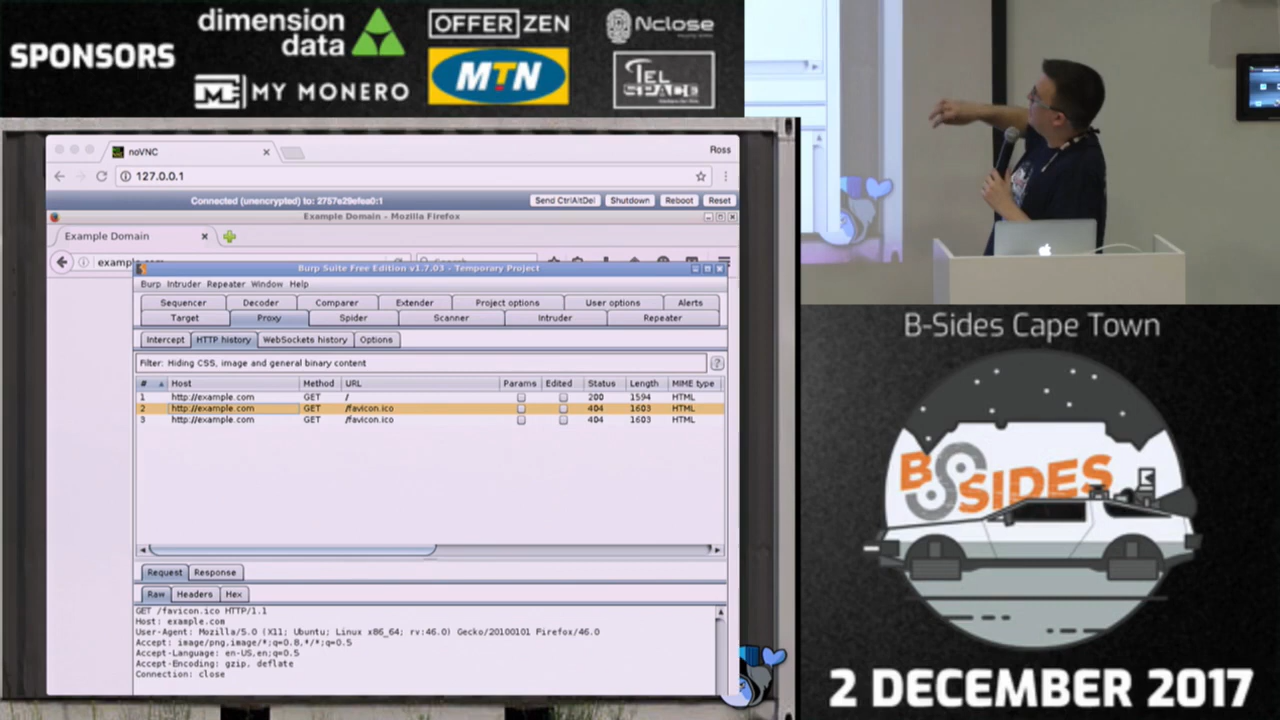 SPONSORS
dimension
data
OFFERZEN
Nclose
MY MONERO
MTN
TEL
SPACE
noVNC
Ross
127.0.0.1
Connected (unencrypted) to: 2757e29efea0:1
Send CtrlAltDel Shutdown Reboot Reset
Example Domain - Mozilla Firefox
Example Domain
Burp Suite Free Edition v1.7.03 - Temporary Project
Burp Intruder Repeater Window Help
Sequencer Decoder Comparer Extender Project options User options Alerts
Target Proxy Spider Scanner Intruder Repeater
Intercept HTTP history WebSockets history Options
Filter: Hiding CSS, image and general binary content
?
# Host Method URL Params Edited Status Length MIME type
1 http://example.com GET / 200 1594 HTML
2 http://example.com GET /favicon.ico 404 1603 HTML
3 http://example.com GET /favicon.ico 404 1603 HTML
Request Response
Raw Headers Hex
GET /favicon.ico HTTP/1.1
Host: example.com
User-Agent: Mozilla/5.0 (X11; Ubuntu; Linux x86_64; rv:46.0) Gecko/20100101 Firefox/46.0
Accept: image/png,image/*;q=0.8,*/*;q=0.5
Accept-Language: en-US,en;q=0.5
Accept-Encoding: gzip, deflate
Connection: close
B-Sides Cape Town
BSIDES
2 DECEMBER 2017